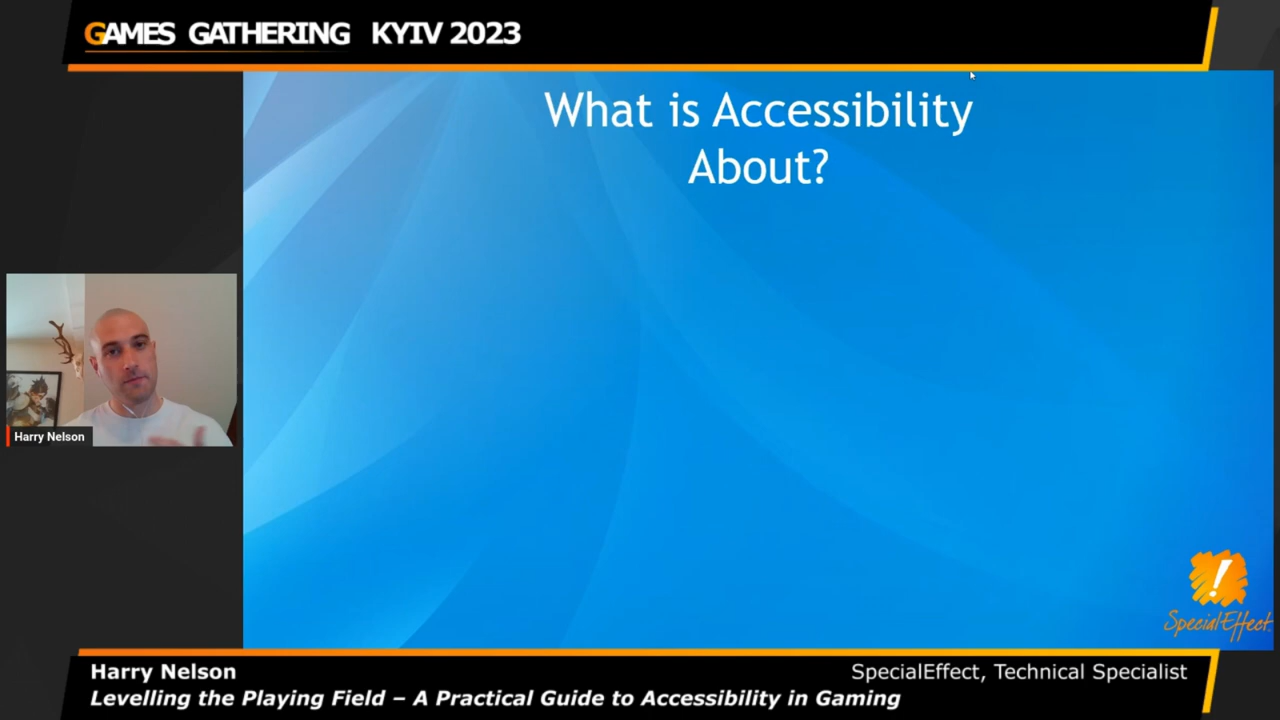 GAMES GATHERING KYIV 2023
What is Accessibility
About?
Harry Nelson
!
SpecialEffect
Harry Nelson
SpecialEffect, Technical Specialist
Levelling the Playing Field – A Practical Guide to Accessibility in Gaming